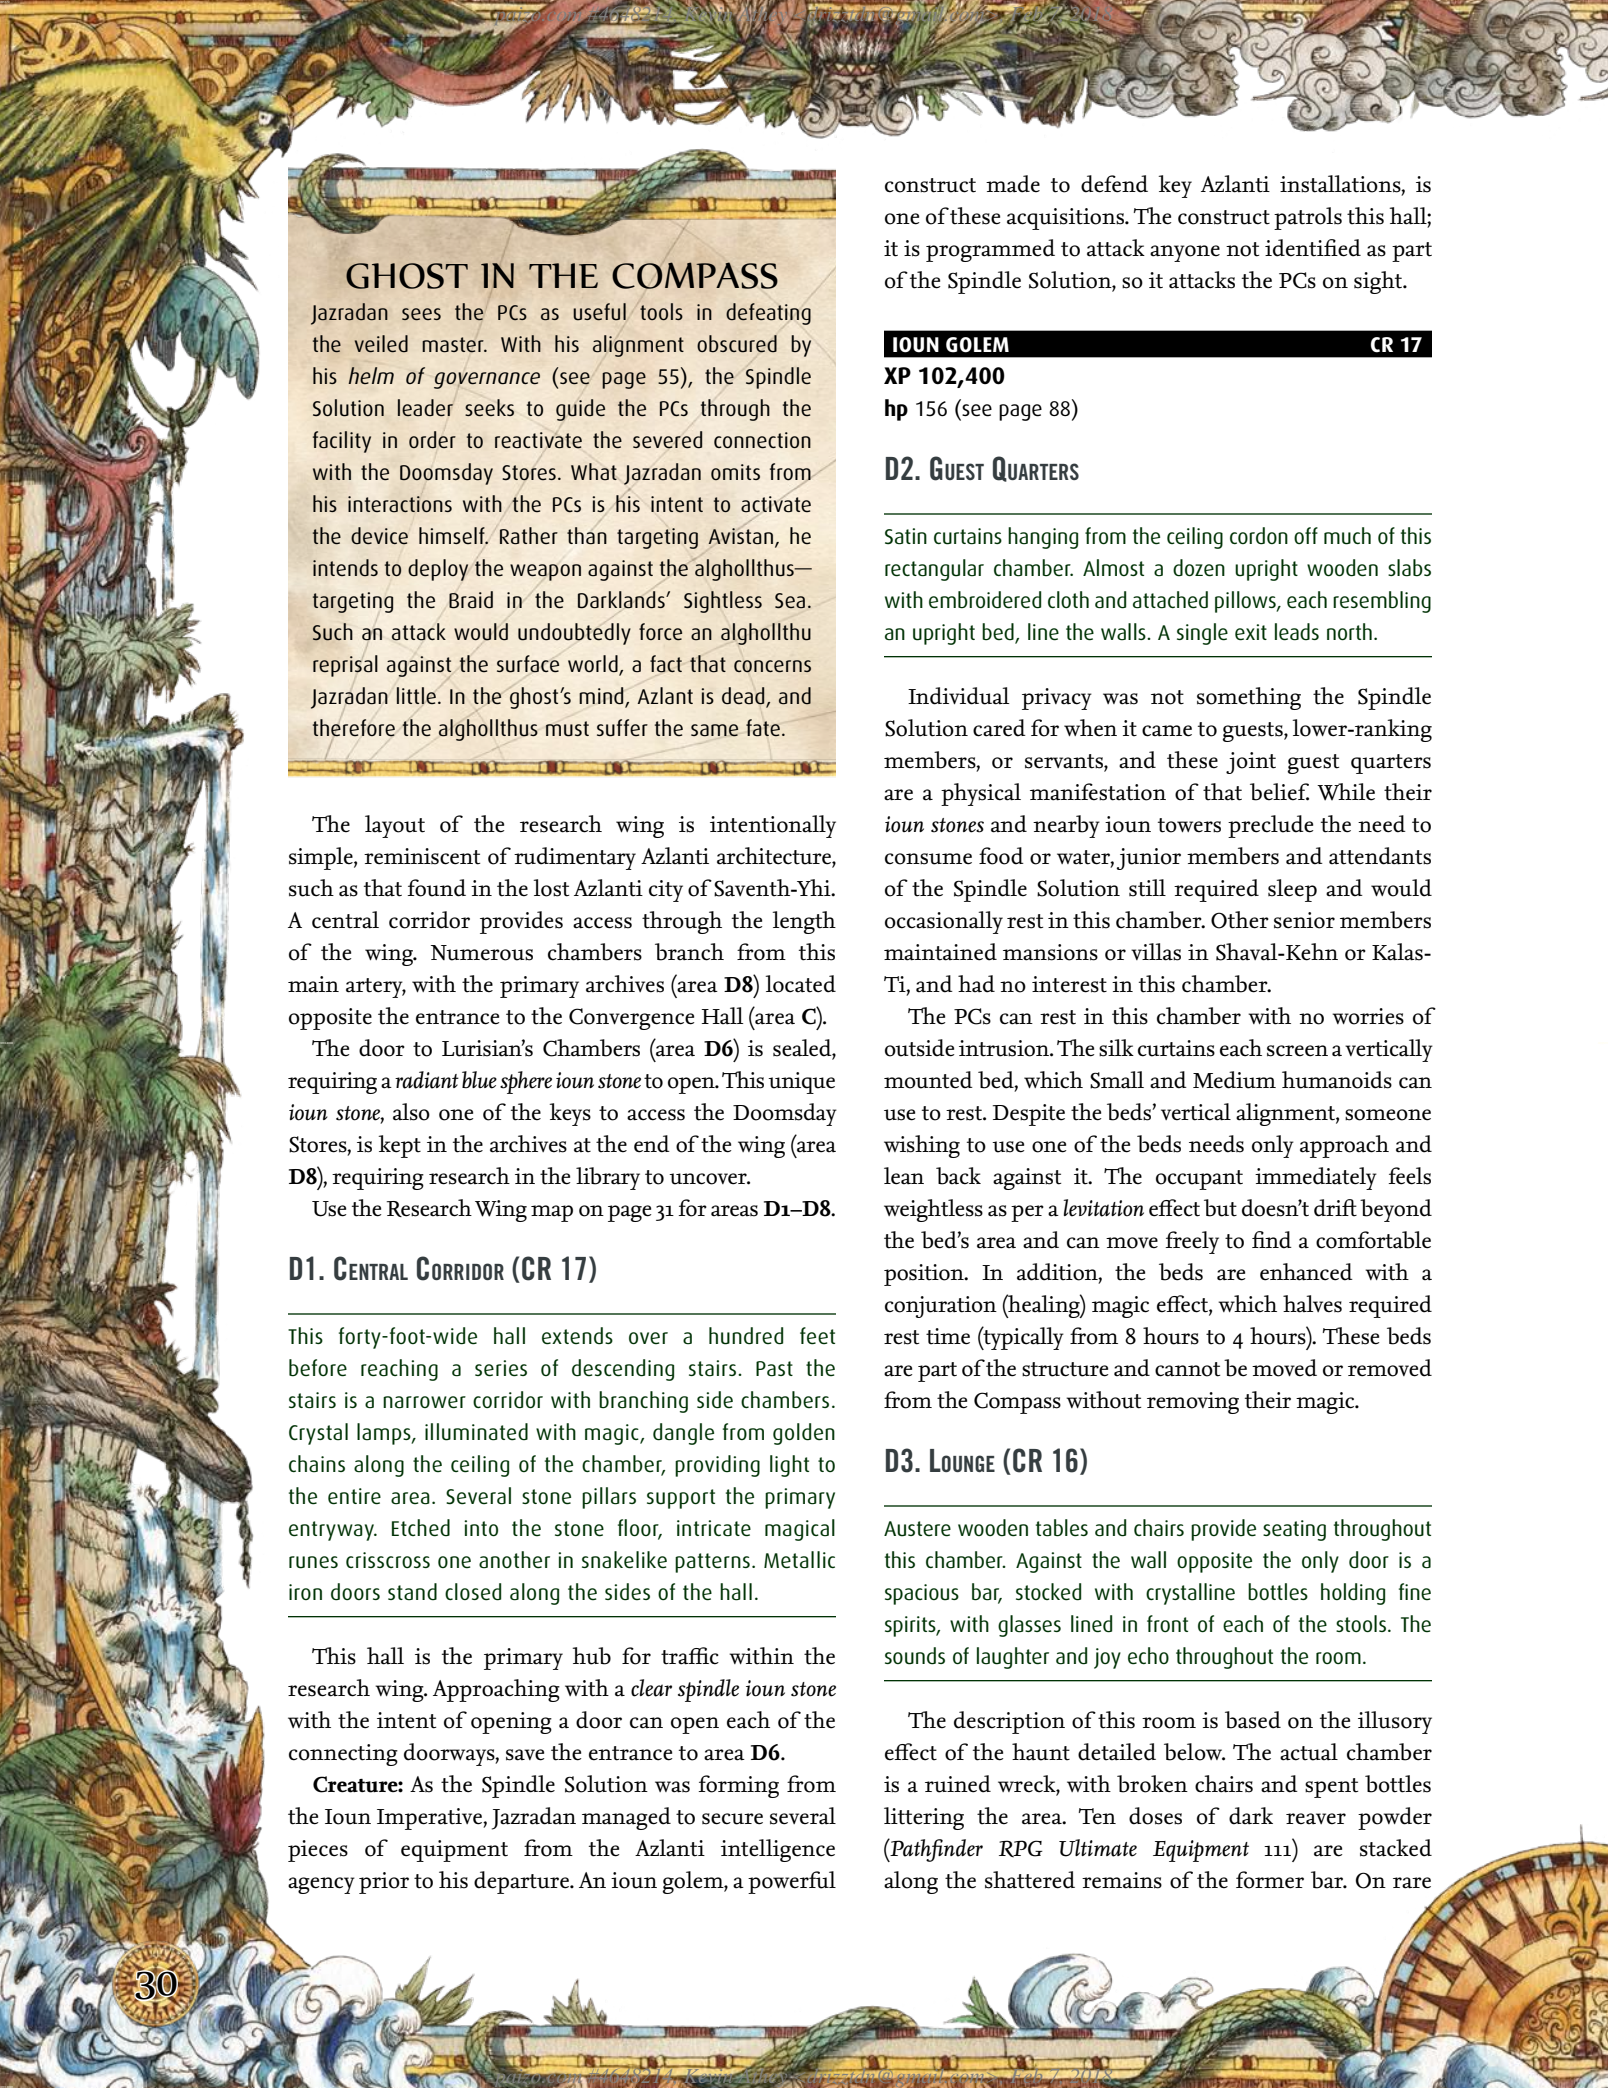 GHOST IN THE COMPASS
Jazradan sees the PCs as useful tools in defeating
the veiled master. With his alignment obscured by
his helm of governance (see page 55), the Spindle
Solution leader seeks to guide the PCs through the
facility in order to reactivate the severed connection
with the Doomsday Stores. What Jazradan omits from
his interactions with the PCs is his intent to activate
the device himself. Rather than targeting Avistan, he
intends to deploy the weapon against the alghollthus—
targeting the Braid in the Darklands' Sightless Sea.
Such an attack would undoubtedly force an alghollthu
reprisal against the surface world, a fact that concerns
Jazradan little. In the ghost's mind, Azlant is dead, and
therefore the alghollthus must suffer the same fate.
The layout of the research wing is intentionally
simple, reminiscent of rudimentary Azlanti architecture,
such as that found in the lost Azlanti city of Saventh-Yhi.
A central corridor provides access through the length
of the wing. Numerous chambers branch from this
main artery, with the primary archives (area D8) located
opposite the entrance to the Convergence Hall (area C).
The door to Lurisian's Chambers (area D6) is sealed,
requiring a radiant blue sphere ioun stone to open. This unique
ioun stone, also one of the keys to access the Doomsday
Stores, is kept in the archives at the end of the wing (area
D8), requiring research in the library to uncover.
Use the Research Wing map on page 31 for areas D1–D8.
D1. Central Corridor (CR 17)
This forty-foot-wide hall extends over a hundred feet
before reaching a series of descending stairs. Past the
stairs is a narrower corridor with branching side chambers.
Crystal lamps, illuminated with magic, dangle from golden
chains along the ceiling of the chamber, providing light to
the entire area. Several stone pillars support the primary
entryway. Etched into the stone floor, intricate magical
runes crisscross one another in snakelike patterns. Metallic
iron doors stand closed along the sides of the hall.
This hall is the primary hub for traffic within the
research wing. Approaching with a clear spindle ioun stone
with the intent of opening a door can open each of the
connecting doorways, save the entrance to area D6.
Creature: As the Spindle Solution was forming from
the Ioun Imperative, Jazradan managed to secure several
pieces of equipment from the Azlanti intelligence
agency prior to his departure. An ioun golem, a powerful
construct made to defend key Azlanti installations, is
one of these acquisitions. The construct patrols this hall;
it is programmed to attack anyone not identified as part
of the Spindle Solution, so it attacks the PCs on sight.
IOUN GOLEM CR 17
XP 102,400
hp 156 (see page 88)
D2. Guest Quarters
Satin curtains hanging from the ceiling cordon off much of this
rectangular chamber. Almost a dozen upright wooden slabs
with embroidered cloth and attached pillows, each resembling
an upright bed, line the walls. A single exit leads north.
Individual privacy was not something the Spindle
Solution cared for when it came to guests, lower-ranking
members, or servants, and these joint guest quarters
are a physical manifestation of that belief. While their
ioun stones and nearby ioun towers preclude the need to
consume food or water, junior members and attendants
of the Spindle Solution still required sleep and would
occasionally rest in this chamber. Other senior members
maintained mansions or villas in Shaval-Kehn or Kalas-
Ti, and had no interest in this chamber.
The PCs can rest in this chamber with no worries of
outside intrusion. The silk curtains each screen a vertically
mounted bed, which Small and Medium humanoids can
use to rest. Despite the beds' vertical alignment, someone
wishing to use one of the beds needs only approach and
lean back against it. The occupant immediately feels
weightless as per a levitation effect but doesn't drift beyond
the bed's area and can move freely to find a comfortable
position. In addition, the beds are enhanced with a
conjuration (healing) magic effect, which halves required
rest time (typically from 8 hours to 4 hours). These beds
are part of the structure and cannot be moved or removed
from the Compass without removing their magic.
D3. Lounge (CR 16)
Austere wooden tables and chairs provide seating throughout
this chamber. Against the wall opposite the only door is a
spacious bar, stocked with crystalline bottles holding fine
spirits, with glasses lined in front of each of the stools. The
sounds of laughter and joy echo throughout the room.
The description of this room is based on the illusory
effect of the haunt detailed below. The actual chamber
is a ruined wreck, with broken chairs and spent bottles
littering the area. Ten doses of dark reaver powder
(Pathfinder RPG Ultimate Equipment 111) are stacked
along the shattered remains of the former bar. On rare
30